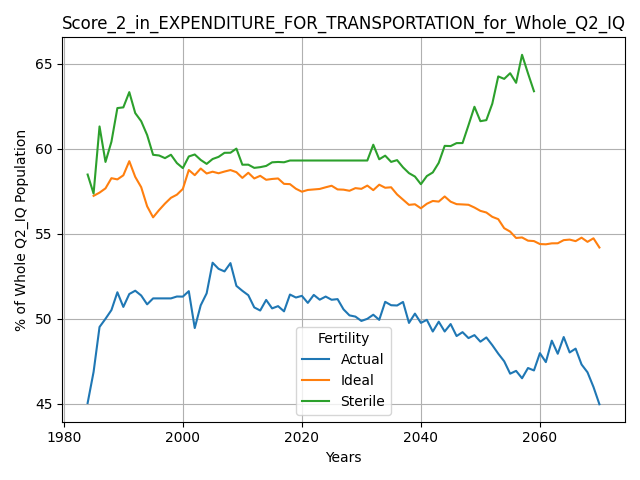 Score_2_in_EXPENDITURE_FOR_TRANSPORTATION_for_Whole_Q2_IQ
% of Whole Q2_IQ Population
65
60
55
50
45
Fertility
Actual
Ideal
Sterile
1980
2000
2020
2040
2060
Years